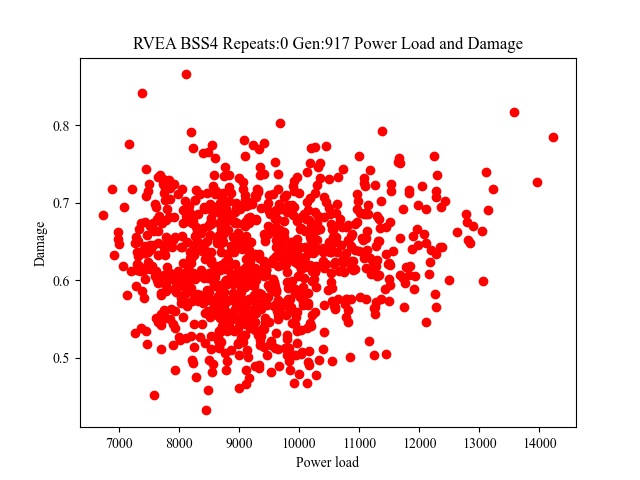 RVEA BSS4 Repeats:0 Gen:917 Power Load and Damage
0.8
0.7
0.6
0.5
Damage
7000 8000 9000 10000 11000 12000 13000 14000
Power load